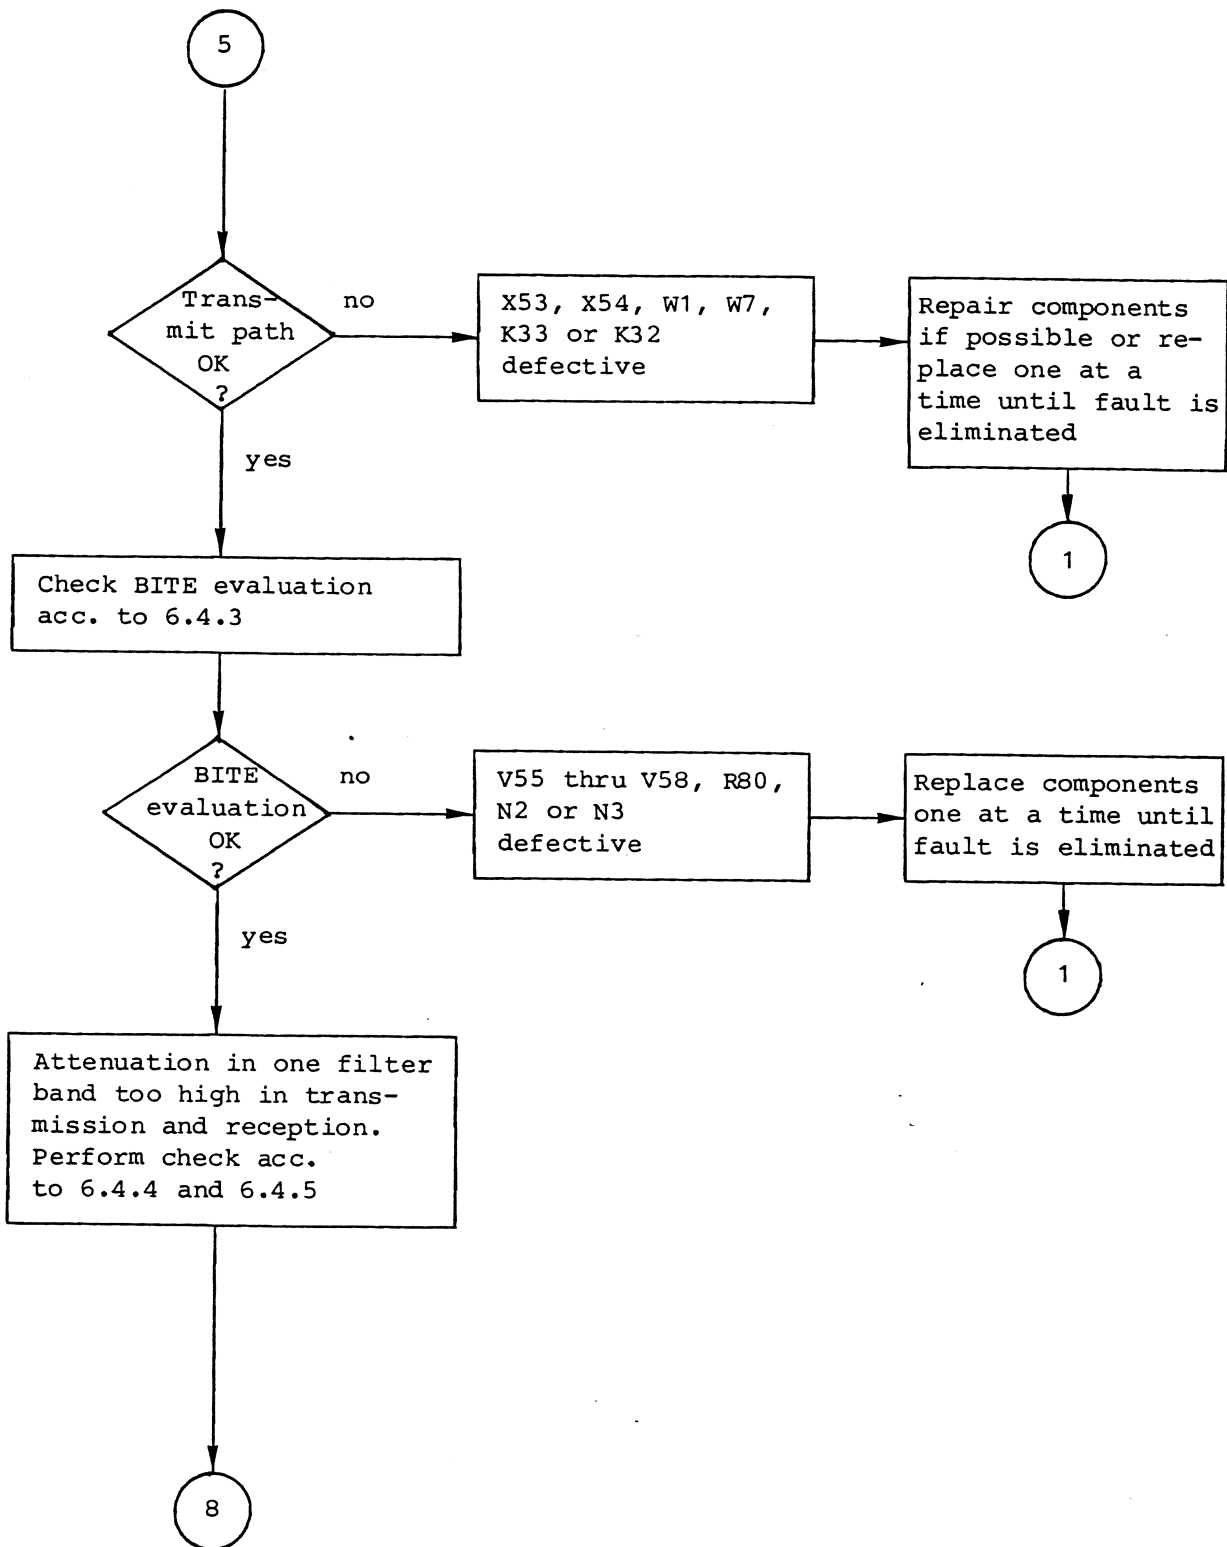 5
Trans-
mit path
OK
?
no
X53, X54, W1, W7,
K33 or K32
defective
Repair components
if possible or re-
place one at a
time until fault is
eliminated
1
yes
Check BITE evaluation
acc. to 6.4.3
BITE
evaluation
OK
?
no
V55 thru V58, R80,
N2 or N3
defective
Replace components
one at a time until
fault is eliminated
1
yes
Attenuation in one filter
band too high in trans-
mission and reception.
Perform check acc.
to 6.4.4 and 6.4.5
8